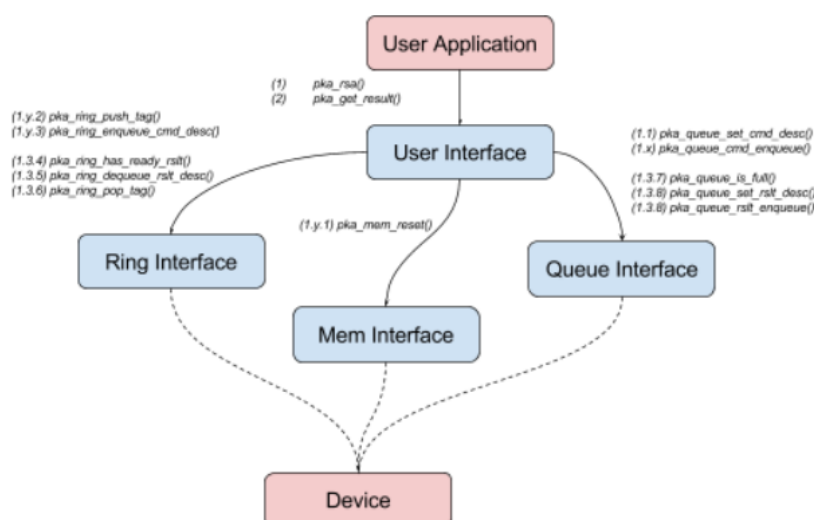 User Application
(1) pka_rsa()
(2) pka_get_result()
(1.y.2) pka_ring_push_tag()
(1.y.3) pka_ring_enqueue_cmd_desc()
(1.3.4) pka_ring_has_ready_rslt()
(1.3.5) pka_ring_dequeue_rslt_desc()
(1.3.6) pka_ring_pop_tag()
User Interface
(1.1) pka_queue_set_cmd_desc()
(1.x) pka_queue_cmd_enqueue()
(1.3.7) pka_queue_is_full()
(1.3.8) pka_queue_set_rslt_desc()
(1.3.8) pka_queue_rslt_enqueue()
(1.y.1) pka_mem_reset()
Ring Interface
Queue Interface
Mem Interface
Device